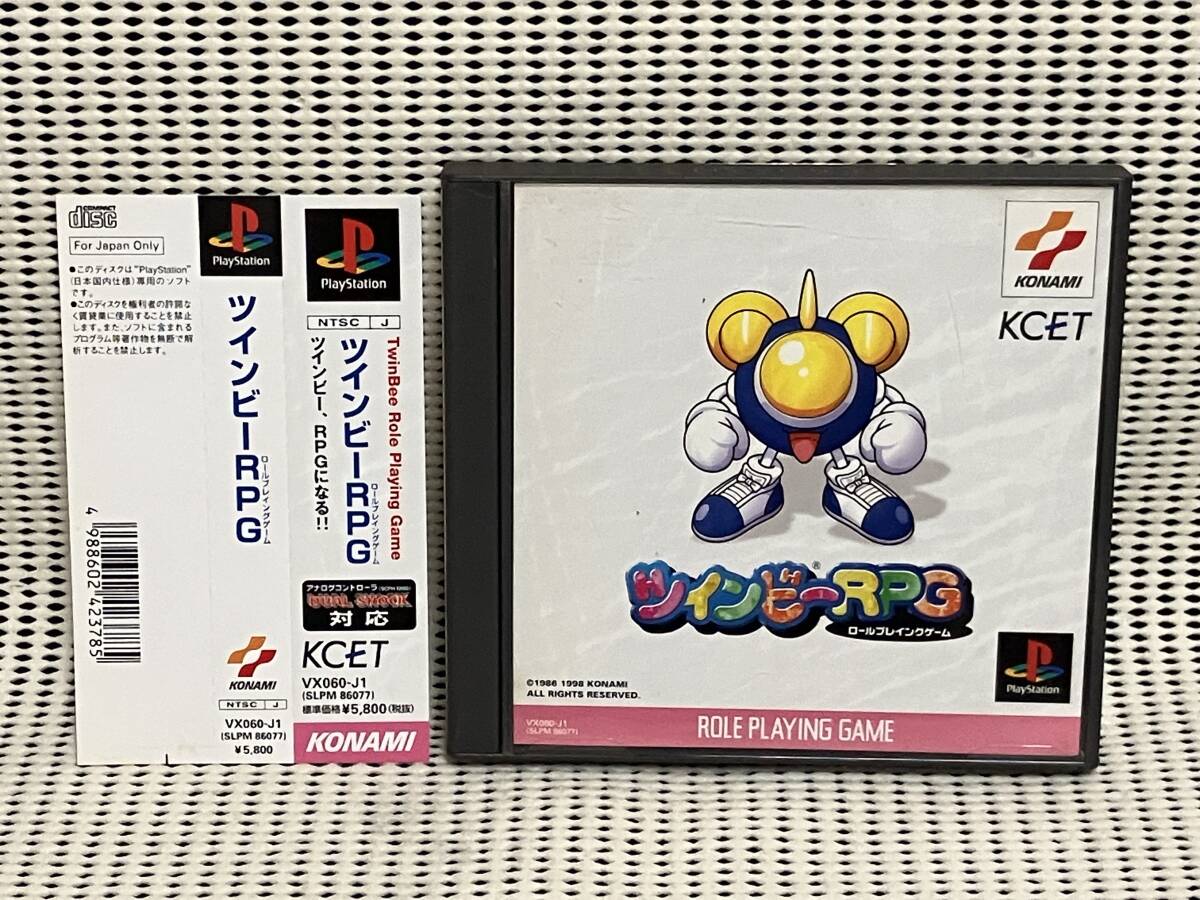 COMPACT
disc
For Japan Only
●このディスクは"PlayStation"
(日本国内仕様)専用のソフト
です。
●このディスクを権利者の許諾な
く賃貸業に使用することを禁止
します。また、ソフトに含まれる
プログラム等著作物を無断で解
析することを禁止します。
4 988602 423785
PlayStation
ツインビーRPG
ロールプレイングゲーム
KONAMI
NTSC J
VX060-J1
(SLPM 86077)
¥5,800
PlayStation
NTSC J
TwinBee Role Playing Game
ツインビーRPG
ロールプレイングゲーム
ツインビー、RPGになる!!
アナログコントローラ
DUAL SHOCK
対応
KCET
VX060-J1
(SLPM 86077)
標準価格¥5,800(税抜)
KONAMI
KONAMI
KCET
ツインビーRPG
®
ロールプレイングゲーム
©1986 1998 KONAMI
ALL RIGHTS RESERVED.
PlayStation
VX060-J1
(SLPM 86077)
ROLE PLAYING GAME